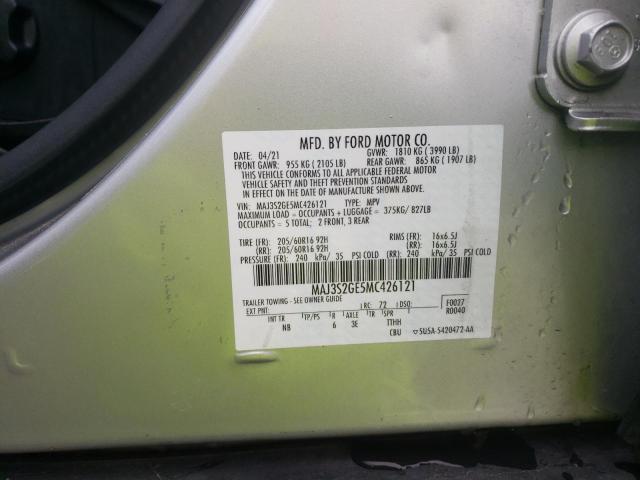 MFD. BY FORD MOTOR CO.
DATE: 04/21 GVWR: 1810 KG ( 3990 LB)
FRONT GAWR: 955 KG ( 2105 LB) REAR GAWR: 865 KG ( 1907 LB)
THIS VEHICLE CONFORMS TO ALL APPLICABLE FEDERAL MOTOR
VEHICLE SAFETY AND THEFT PREVENTION STANDARDS
IN EFFECT ON THE DATE OF MANUFACTURE SHOWN ABOVE.
VIN: MAJ3S2GE5MC426121 TYPE: MPV
MAXIMUM LOAD = OCCUPANTS + LUGGAGE = 375KG/ 827LB
OCCUPANTS = 5 TOTAL; 2 FRONT, 3 REAR
TIRE (FR): 205/60R16 92H RIMS (FR): 16x6.5J
(RR): 205/60R16 92H (RR): 16x6.5J
PRESSURE (FR): 240 kPa/ 35 PSI COLD (RR): 240 kPa/ 35 PSI COLD
MAJ3S2GE5MC426121
TRAILER TOWING - SEE OWNER GUIDE
EXT PNT: RC: 72 DSO: F0027
R0040
INT TR TP/PS R AXLE TR SPR
NB 6 3E TTHH
CBU 5U5A-5420472-AA